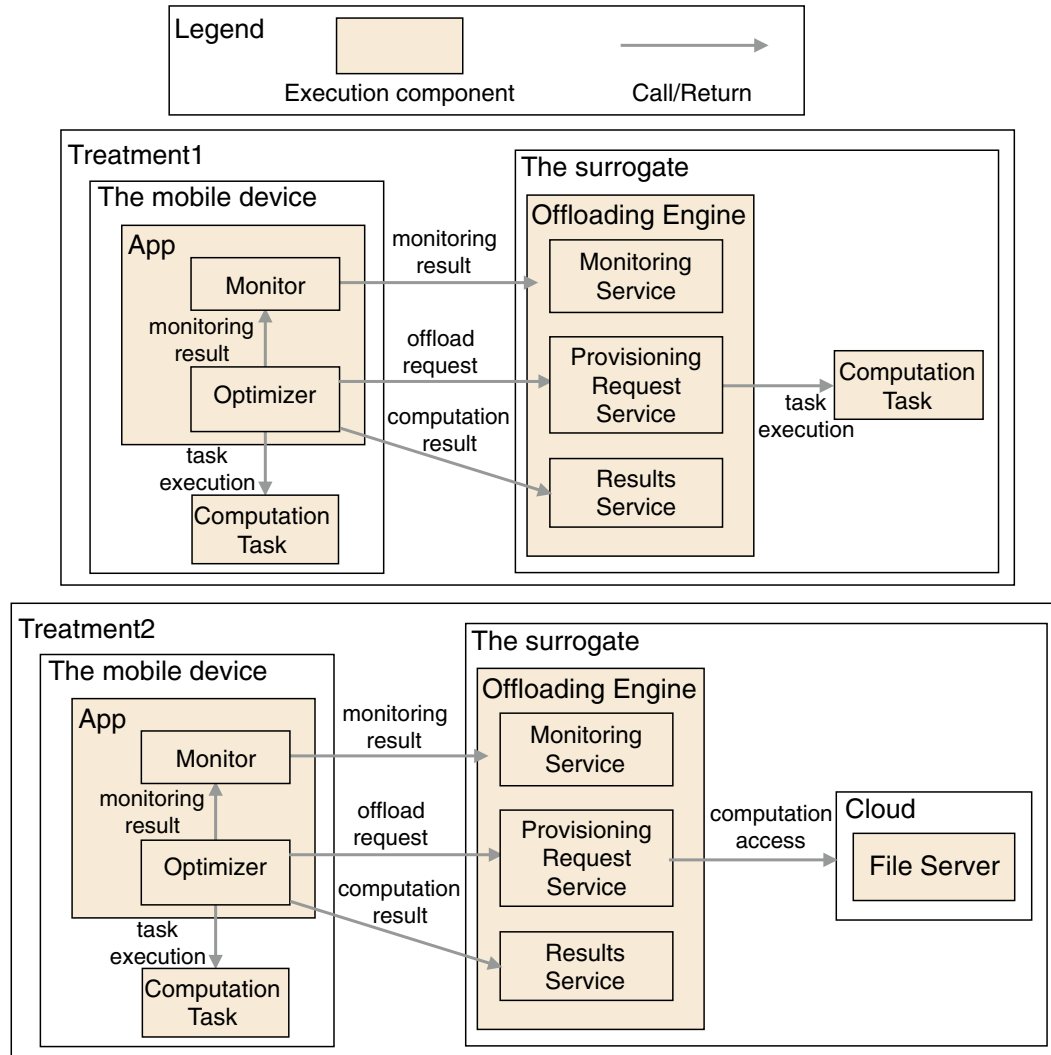 Legend
Execution component
Call/Return
Treatment1
The mobile device
App
Monitor
monitoring
result
Optimizer
task
execution
Computation
Task
monitoring
result
offload
request
computation
result
The surrogate
Offloading Engine
Monitoring
Service
Provisioning
Request
Service
Results
Service
task
execution
Computation
Task
Treatment2
The mobile device
App
Monitor
monitoring
result
Optimizer
task
execution
Computation
Task
monitoring
result
offload
request
computation
result
The surrogate
Offloading Engine
Monitoring
Service
Provisioning
Request
Service
Results
Service
computation
access
Cloud
File Server